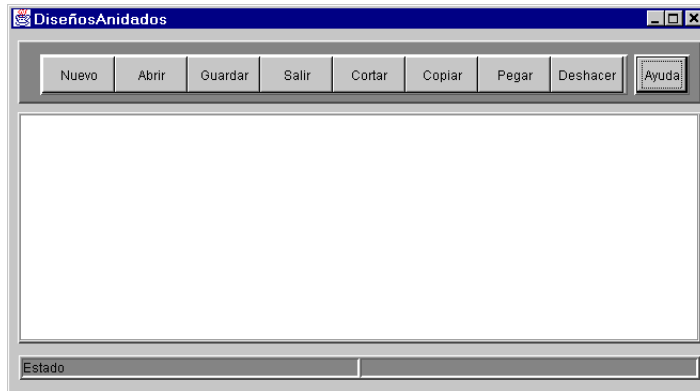 DiseñosAnidados
Nuevo Abrir Guardar Salir Cortar Copiar Pegar Deshacer Ayuda
Estado